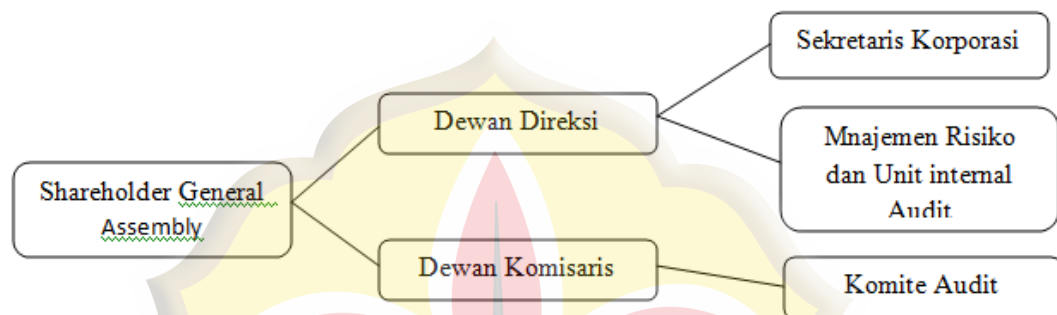 Shareholder General
Assembly
Dewan Direksi
Dewan Komisaris
Sekretaris Korporasi
Mnajemen Risiko
dan Unit internal
Audit
Komite Audit